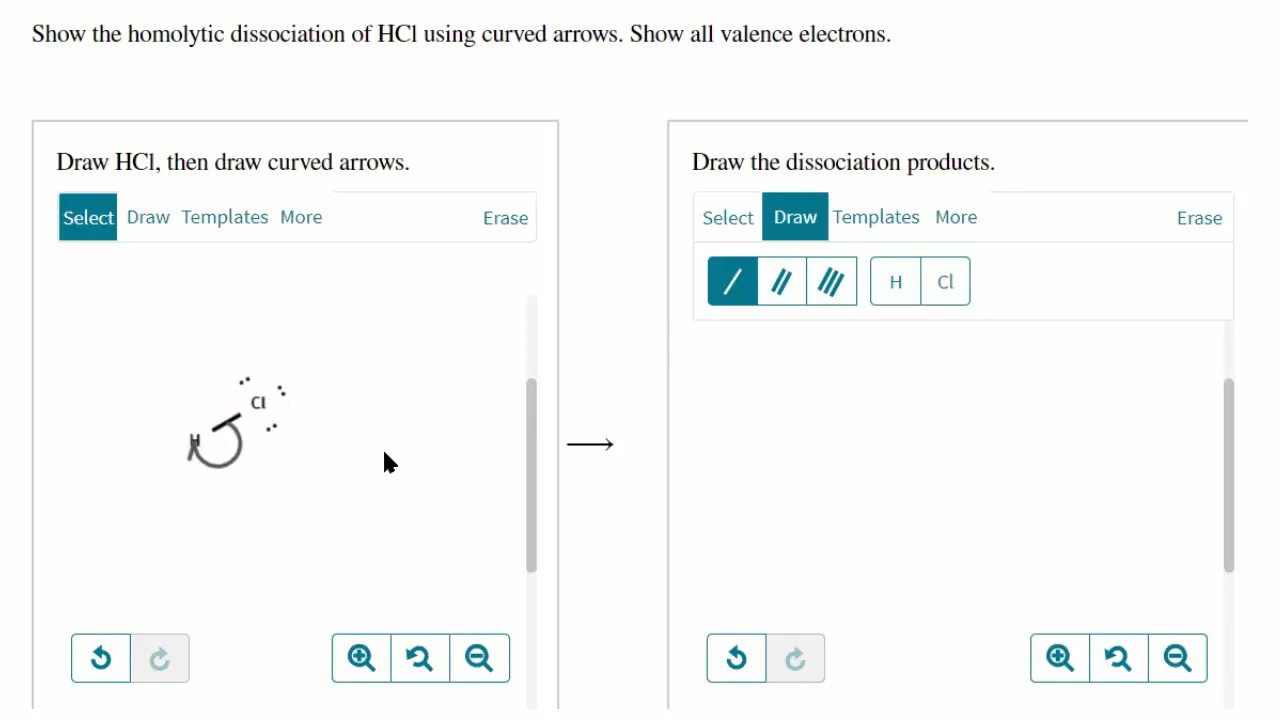 Show the homolytic dissociation of HCl using curved arrows. Show all valence electrons.
Draw HCl, then draw curved arrows.
Select Draw Templates More Erase
Cl
H
Draw the dissociation products.
Select Draw Templates More Erase
H Cl